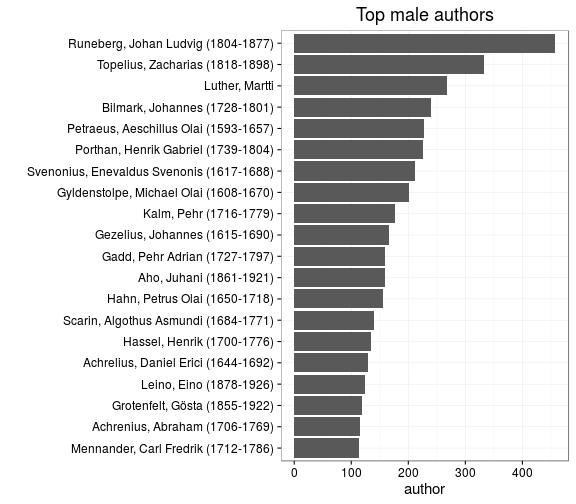 Top male authors
Runeberg, Johan Ludvig (1804-1877)
Topelius, Zacharias (1818-1898)
Luther, Martti
Bilmark, Johannes (1728-1801)
Petraeus, Aeschillus Olai (1593-1657)
Porthan, Henrik Gabriel (1739-1804)
Svenonius, Enevaldus Svenonis (1617-1688)
Gyldenstolpe, Michael Olai (1608-1670)
Kalm, Pehr (1716-1779)
Gezelius, Johannes (1615-1690)
Gadd, Pehr Adrian (1727-1797)
Aho, Juhani (1861-1921)
Hahn, Petrus Olai (1650-1718)
Scarin, Algothus Asmundi (1684-1771)
Hassel, Henrik (1700-1776)
Achrelius, Daniel Erici (1644-1692)
Leino, Eino (1878-1926)
Grotenfelt, Gösta (1855-1922)
Achrenius, Abraham (1706-1769)
Mennander, Carl Fredrik (1712-1786)
0 100 200 300 400
author